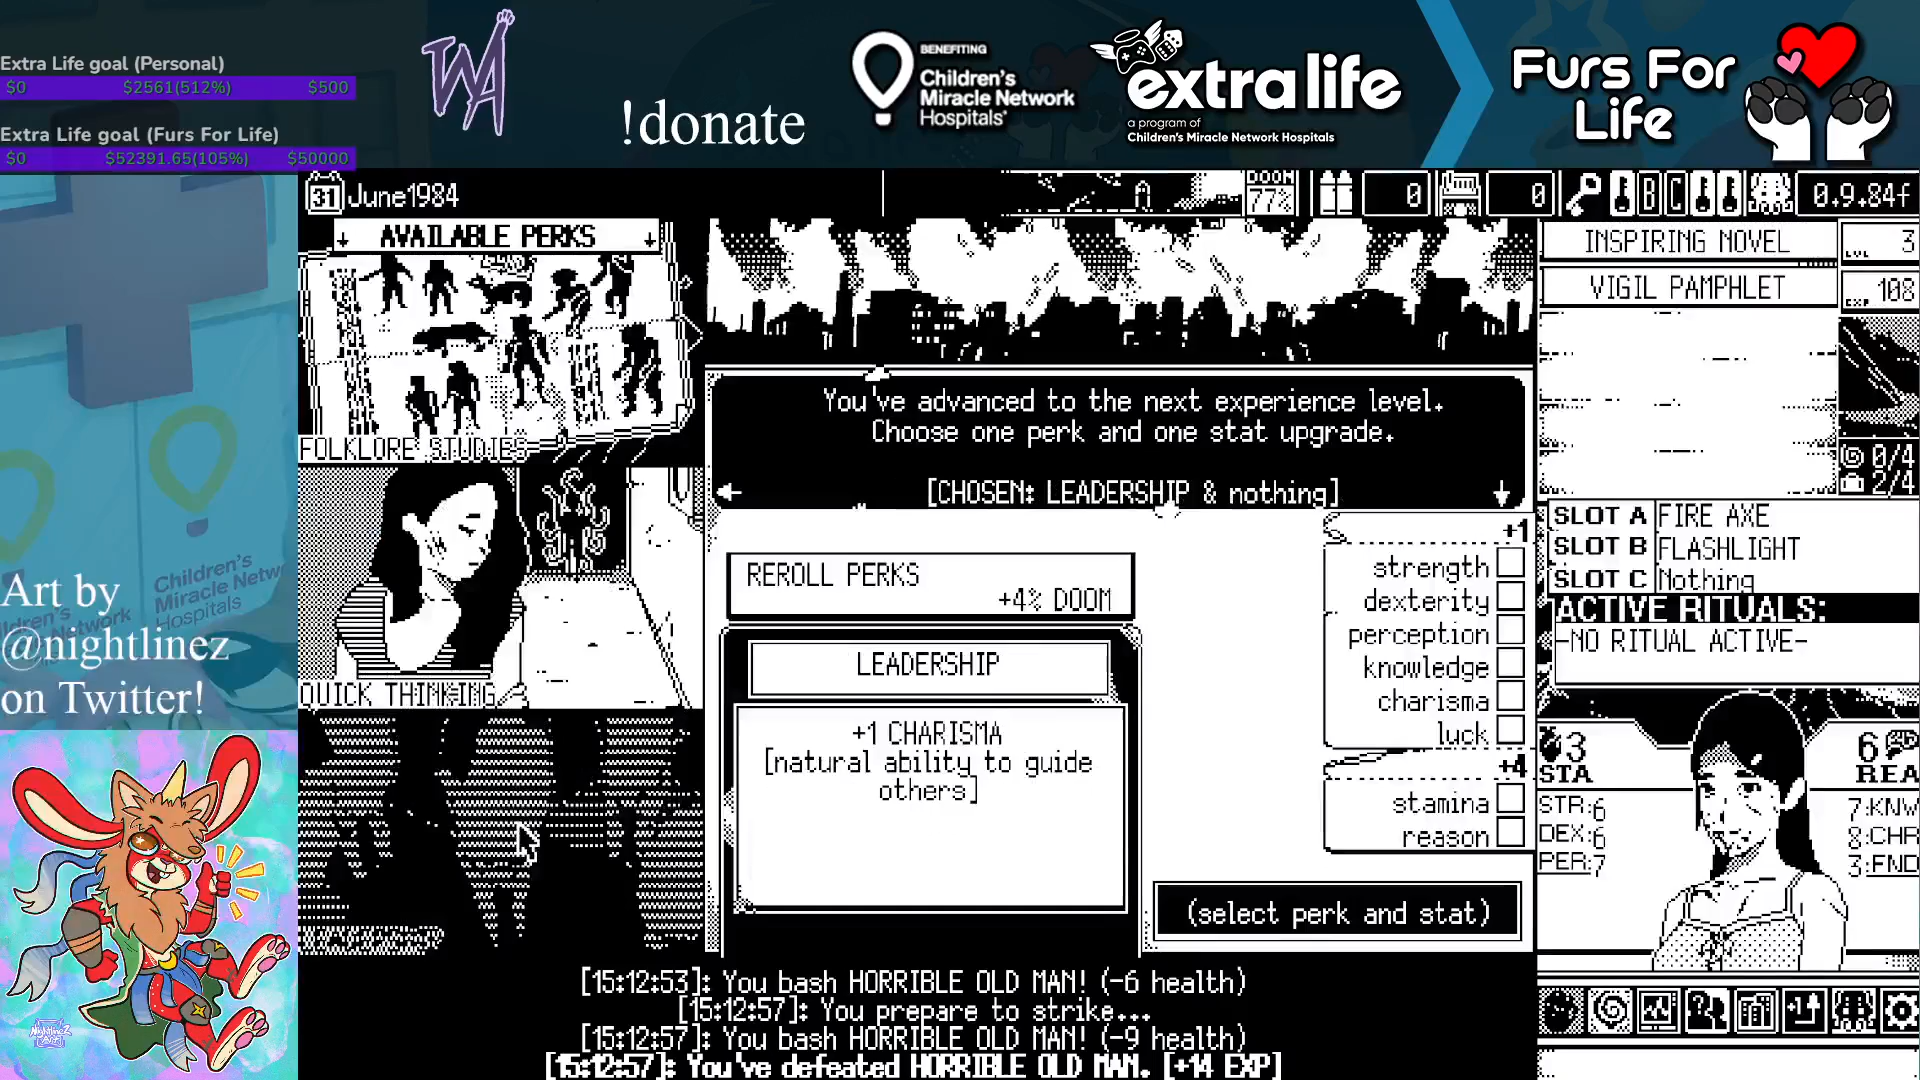 Extra Life goal (Personal)
$0 $2561(512%) $500
Extra Life goal (Furs For Life)
$0 $52391.65(105%) $50000
TWA
!donate
BENEFITING
Children's
Miracle Network
Hospitals
extra life
a program of
Children's Miracle Network Hospitals
Furs For
Life
31 June1984
DOOM
77%
0
0
B C
0.9.84f
AVAILABLE PERKS
FOLKLORE STUDIES
QUICK THINKING
You've advanced to the next experience level.
Choose one perk and one stat upgrade.
[CHOSEN: LEADERSHIP & nothing]
REROLL PERKS
+4% DOOM
LEADERSHIP
+1 CHARISMA
[natural ability to guide
others]
+1
strength
dexterity
perception
knowledge
charisma
luck
+4
stamina
reason
(select perk and stat)
INSPIRING NOVEL
LVL 3
VIGIL PAMPHLET
EXP 108
0/4
2/4
SLOT A FIRE AXE
SLOT B FLASHLIGHT
SLOT C Nothing
ACTIVE RITUALS:
-NO RITUAL ACTIVE-
3 STA
6 REA
STR:6
DEX:6
PER:7
7:KNW
8:CHR
3:FND
[15:12:53]: You bash HORRIBLE OLD MAN! (-6 health)
[15:12:57]: You prepare to strike...
[15:12:57]: You bash HORRIBLE OLD MAN! (-9 health)
[15:12:57]: You've defeated HORRIBLE OLD MAN. [+14 EXP]
Children's
Miracle Netw
Hospitals
Art by
@nightlinez
on Twitter!